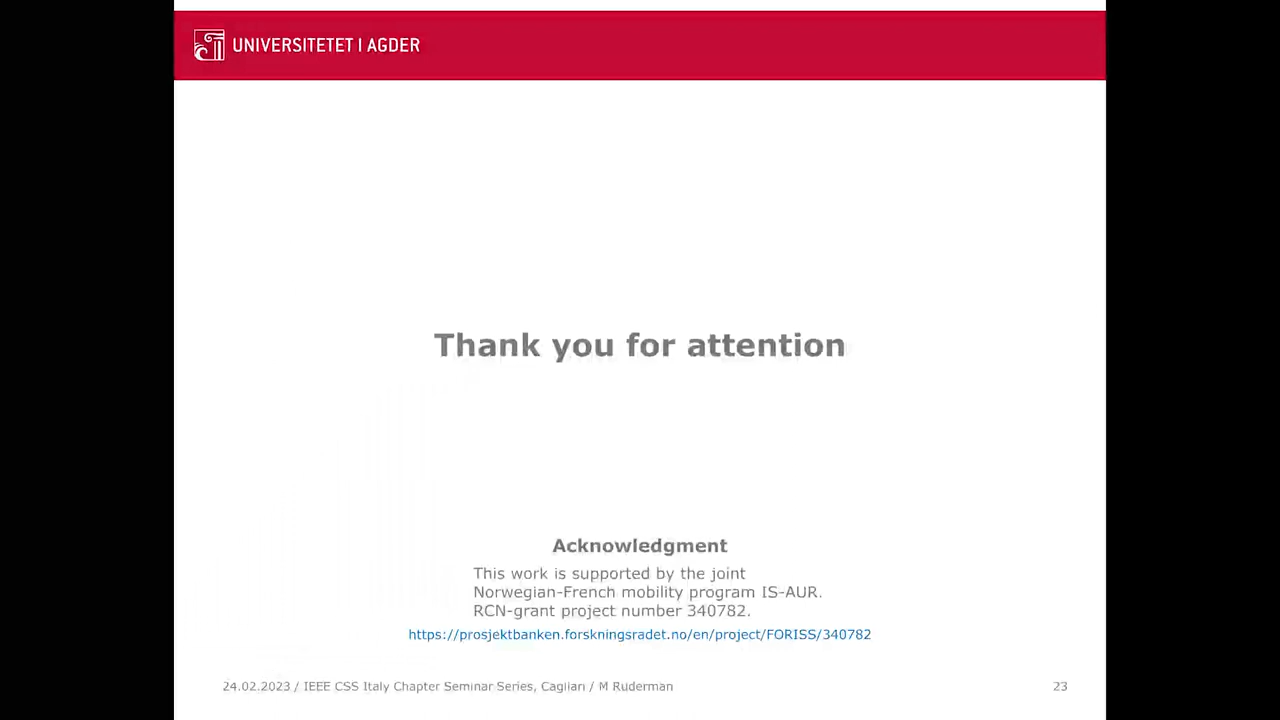 UNIVERSITETET I AGDER
Thank you for attention
Acknowledgment
This work is supported by the joint
Norwegian-French mobility program IS-AUR.
RCN-grant project number 340782.
https://prosjektbanken.forskningsradet.no/en/project/FORISS/340782
24.02.2023 / IEEE CSS Italy Chapter Seminar Series, Cagliari / M Ruderman
23